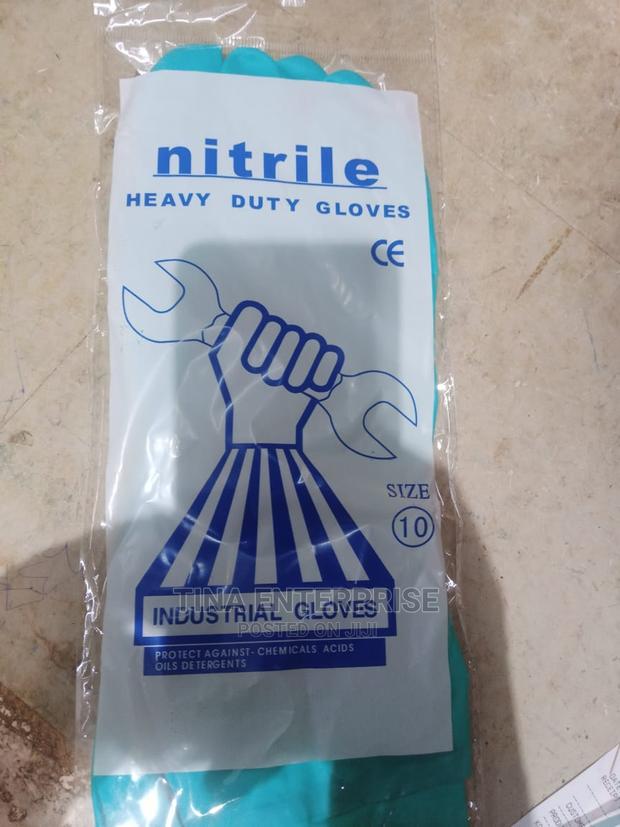 nitrile
HEAVY DUTY GLOVES
CE
SIZE
10
TINA ENTERPRISE
INDUSTRIAL GLOVES
POSTED ON JIJI
PROTECT AGAINST- CHEMICALS ACIDS
OILS DETERGENTS